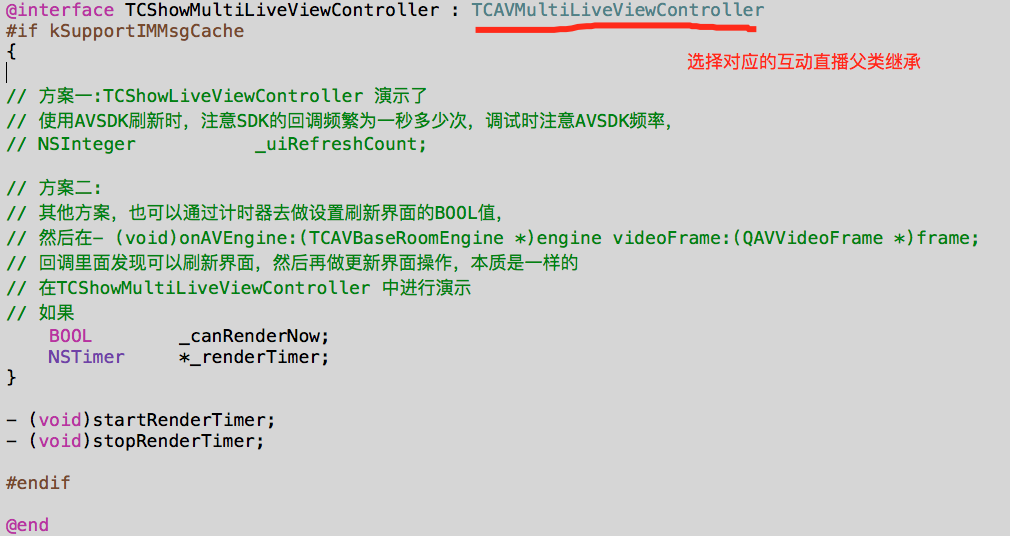 @interface TCShowMultiLiveViewController : TCAVMultiLiveViewController
#if kSupportIMMsgCache
{
选择对应的互动直播父类继承
// 方案一:TCShowLiveViewController 演示了
// 使用AVSDK刷新时，注意SDK的回调频繁为一秒多少次，调试时注意AVSDK频率，
// NSInteger           _uiRefreshCount;
// 方案二:
// 其他方案，也可以通过计时器去做设置刷新界面的BOOL值，
// 然后在- (void)onAVEngine:(TCAVBaseRoomEngine *)engine videoFrame:(QAVVideoFrame *)frame;
// 回调里面发现可以刷新界面，然后再做更新界面操作，本质是一样的
// 在TCShowMultiLiveViewController 中进行演示
// 如果
    BOOL        _canRenderNow;
    NSTimer     *_renderTimer;
}
- (void)startRenderTimer;
- (void)stopRenderTimer;
#endif
@end